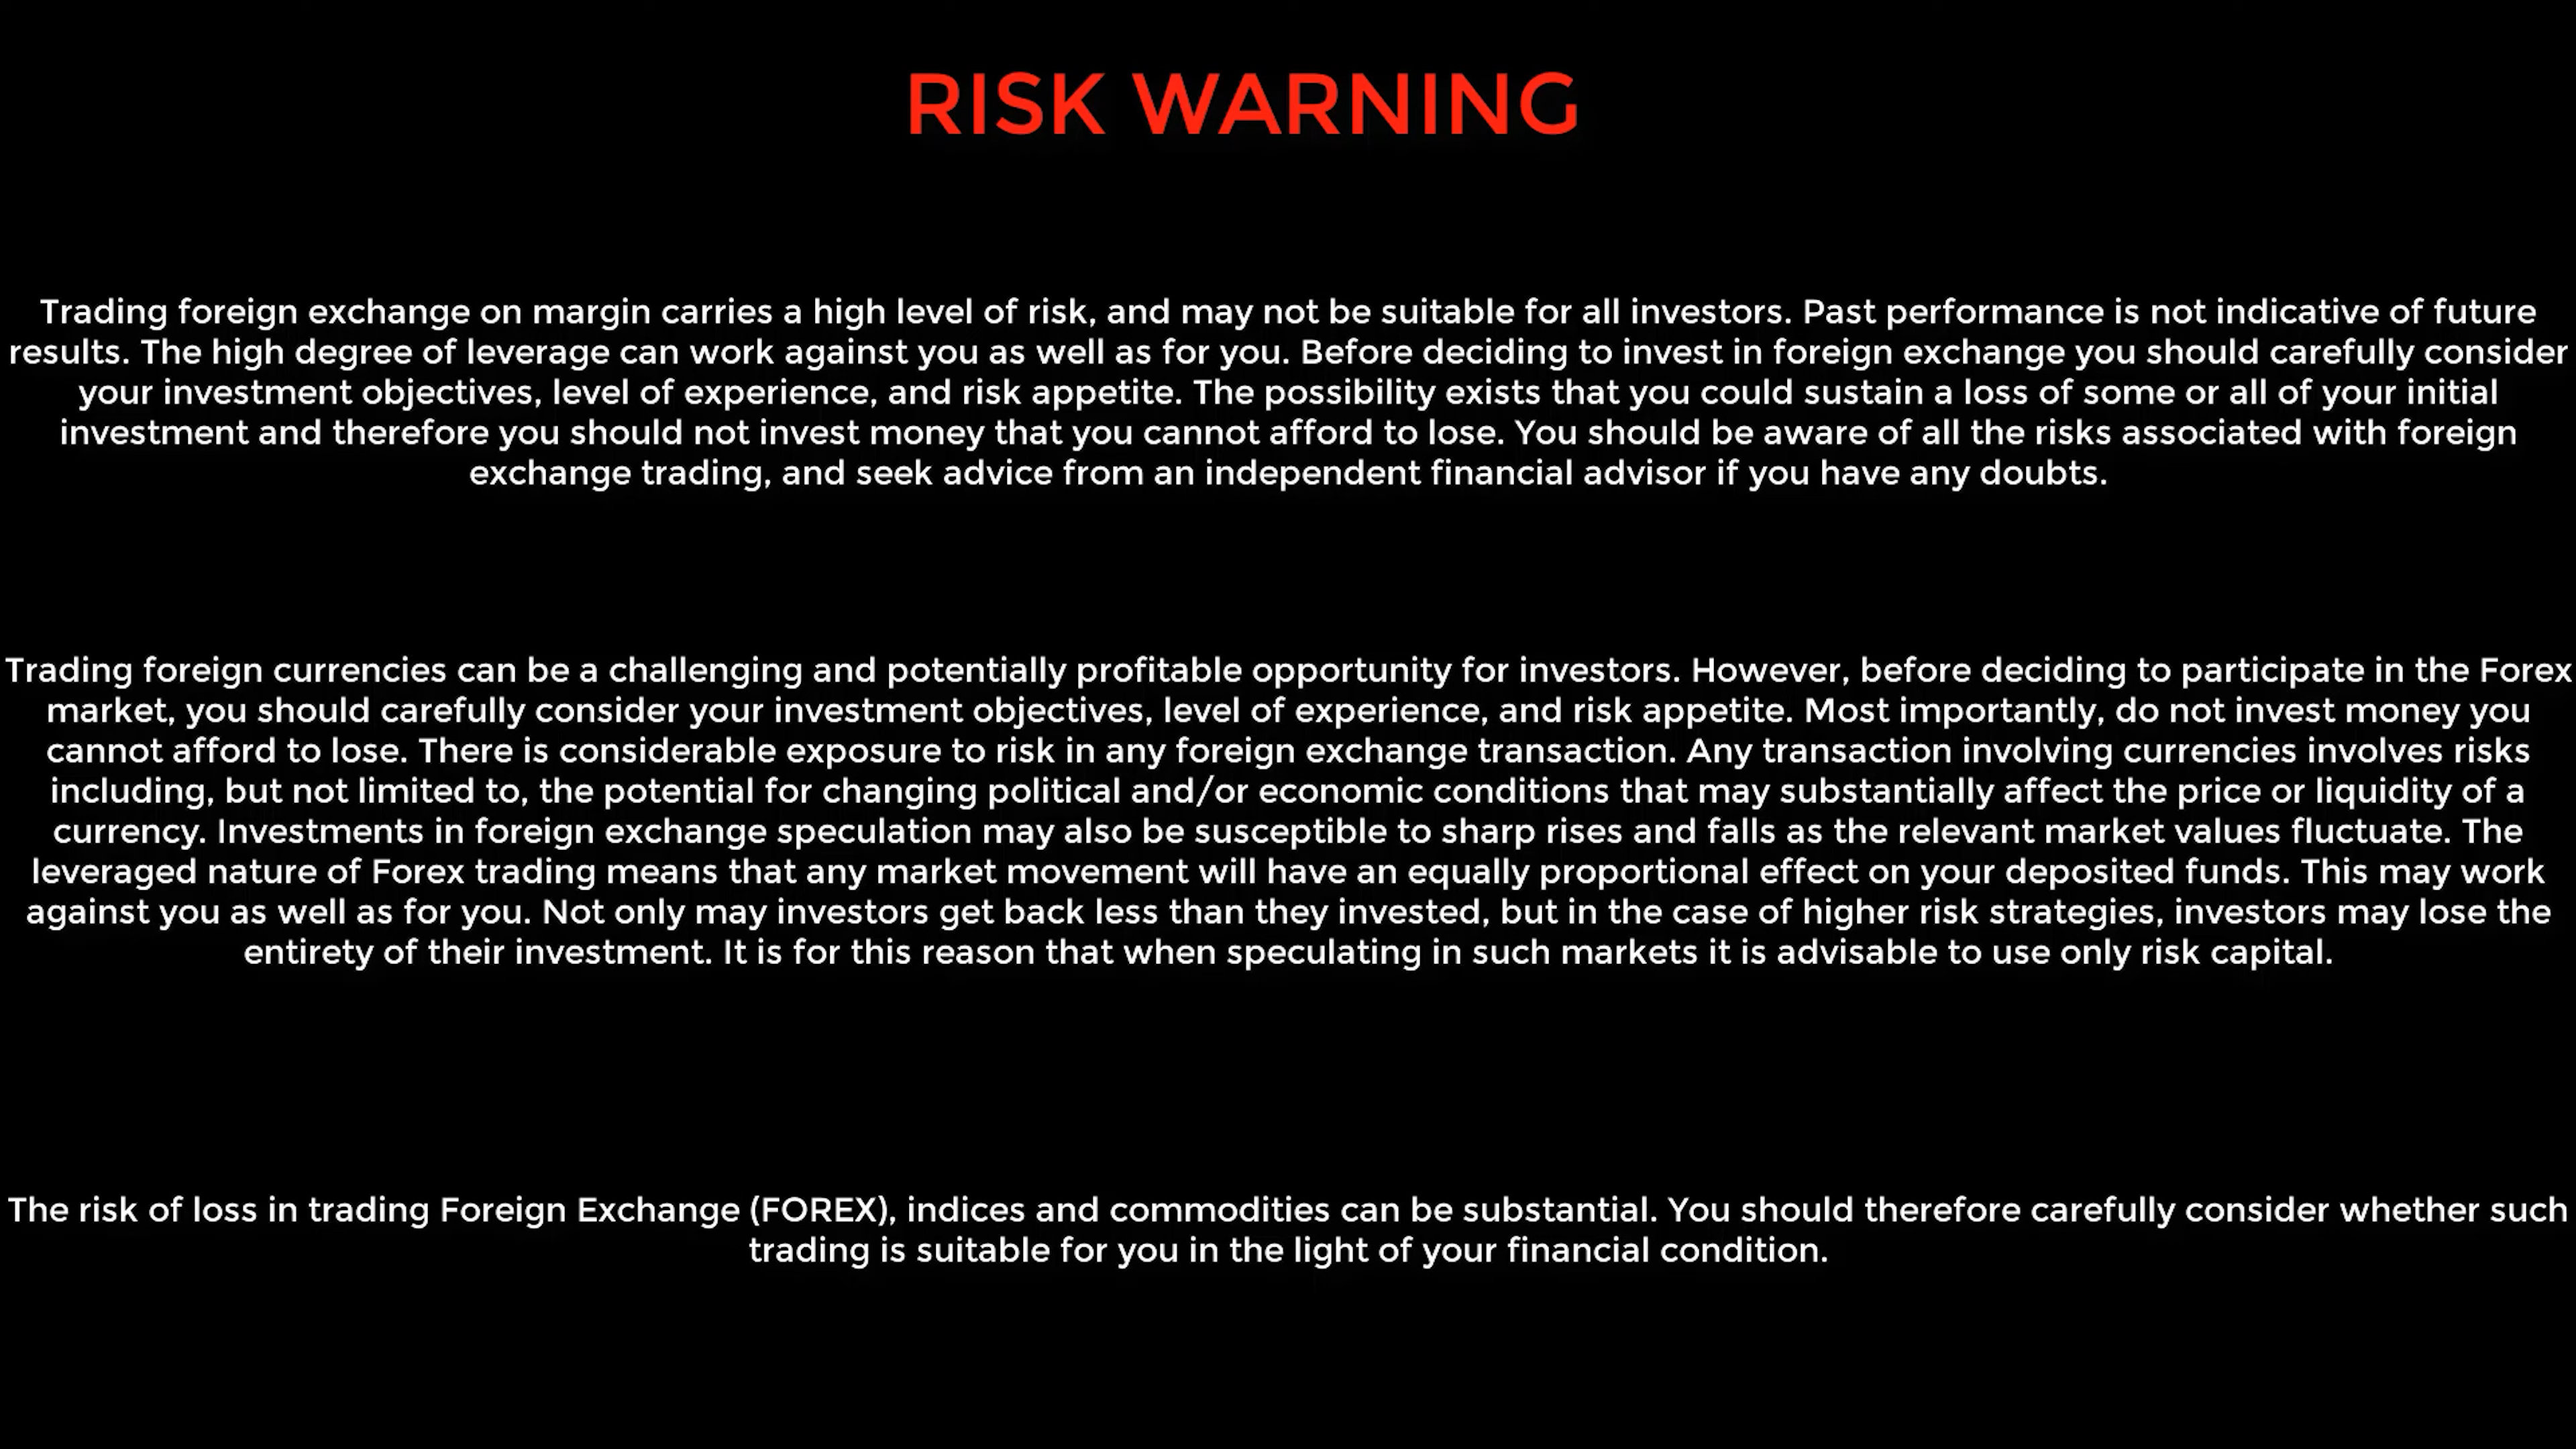 RISK WARNING
Trading foreign exchange on margin carries a high level of risk, and may not be suitable for all investors. Past performance is not indicative of future
results. The high degree of leverage can work against you as well as for you. Before deciding to invest in foreign exchange you should carefully consider
your investment objectives, level of experience, and risk appetite. The possibility exists that you could sustain a loss of some or all of your initial
investment and therefore you should not invest money that you cannot afford to lose. You should be aware of all the risks associated with foreign
exchange trading, and seek advice from an independent financial advisor if you have any doubts.
Trading foreign currencies can be a challenging and potentially profitable opportunity for investors. However, before deciding to participate in the Forex
market, you should carefully consider your investment objectives, level of experience, and risk appetite. Most importantly, do not invest money you
cannot afford to lose. There is considerable exposure to risk in any foreign exchange transaction. Any transaction involving currencies involves risks
including, but not limited to, the potential for changing political and/or economic conditions that may substantially affect the price or liquidity of a
currency. Investments in foreign exchange speculation may also be susceptible to sharp rises and falls as the relevant market values fluctuate. The
leveraged nature of Forex trading means that any market movement will have an equally proportional effect on your deposited funds. This may work
against you as well as for you. Not only may investors get back less than they invested, but in the case of higher risk strategies, investors may lose the
entirety of their investment. It is for this reason that when speculating in such markets it is advisable to use only risk capital.
The risk of loss in trading Foreign Exchange (FOREX), indices and commodities can be substantial. You should therefore carefully consider whether such
trading is suitable for you in the light of your financial condition.